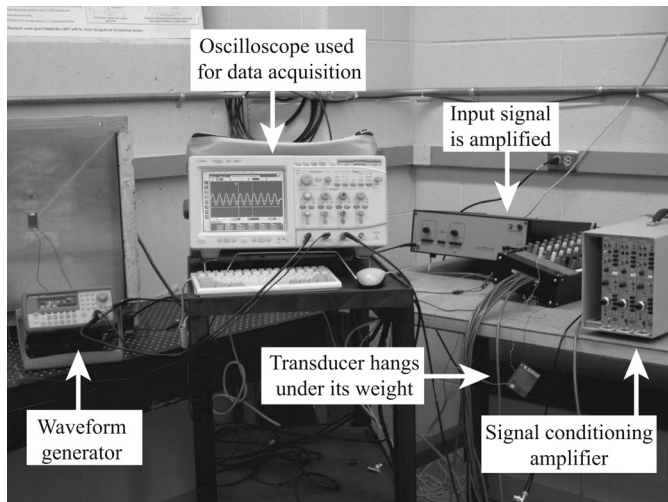 Oscilloscope used
for data acquisition
Input signal
is amplified
Transducer hangs
under its weight
Waveform
generator
Signal conditioning
amplifier